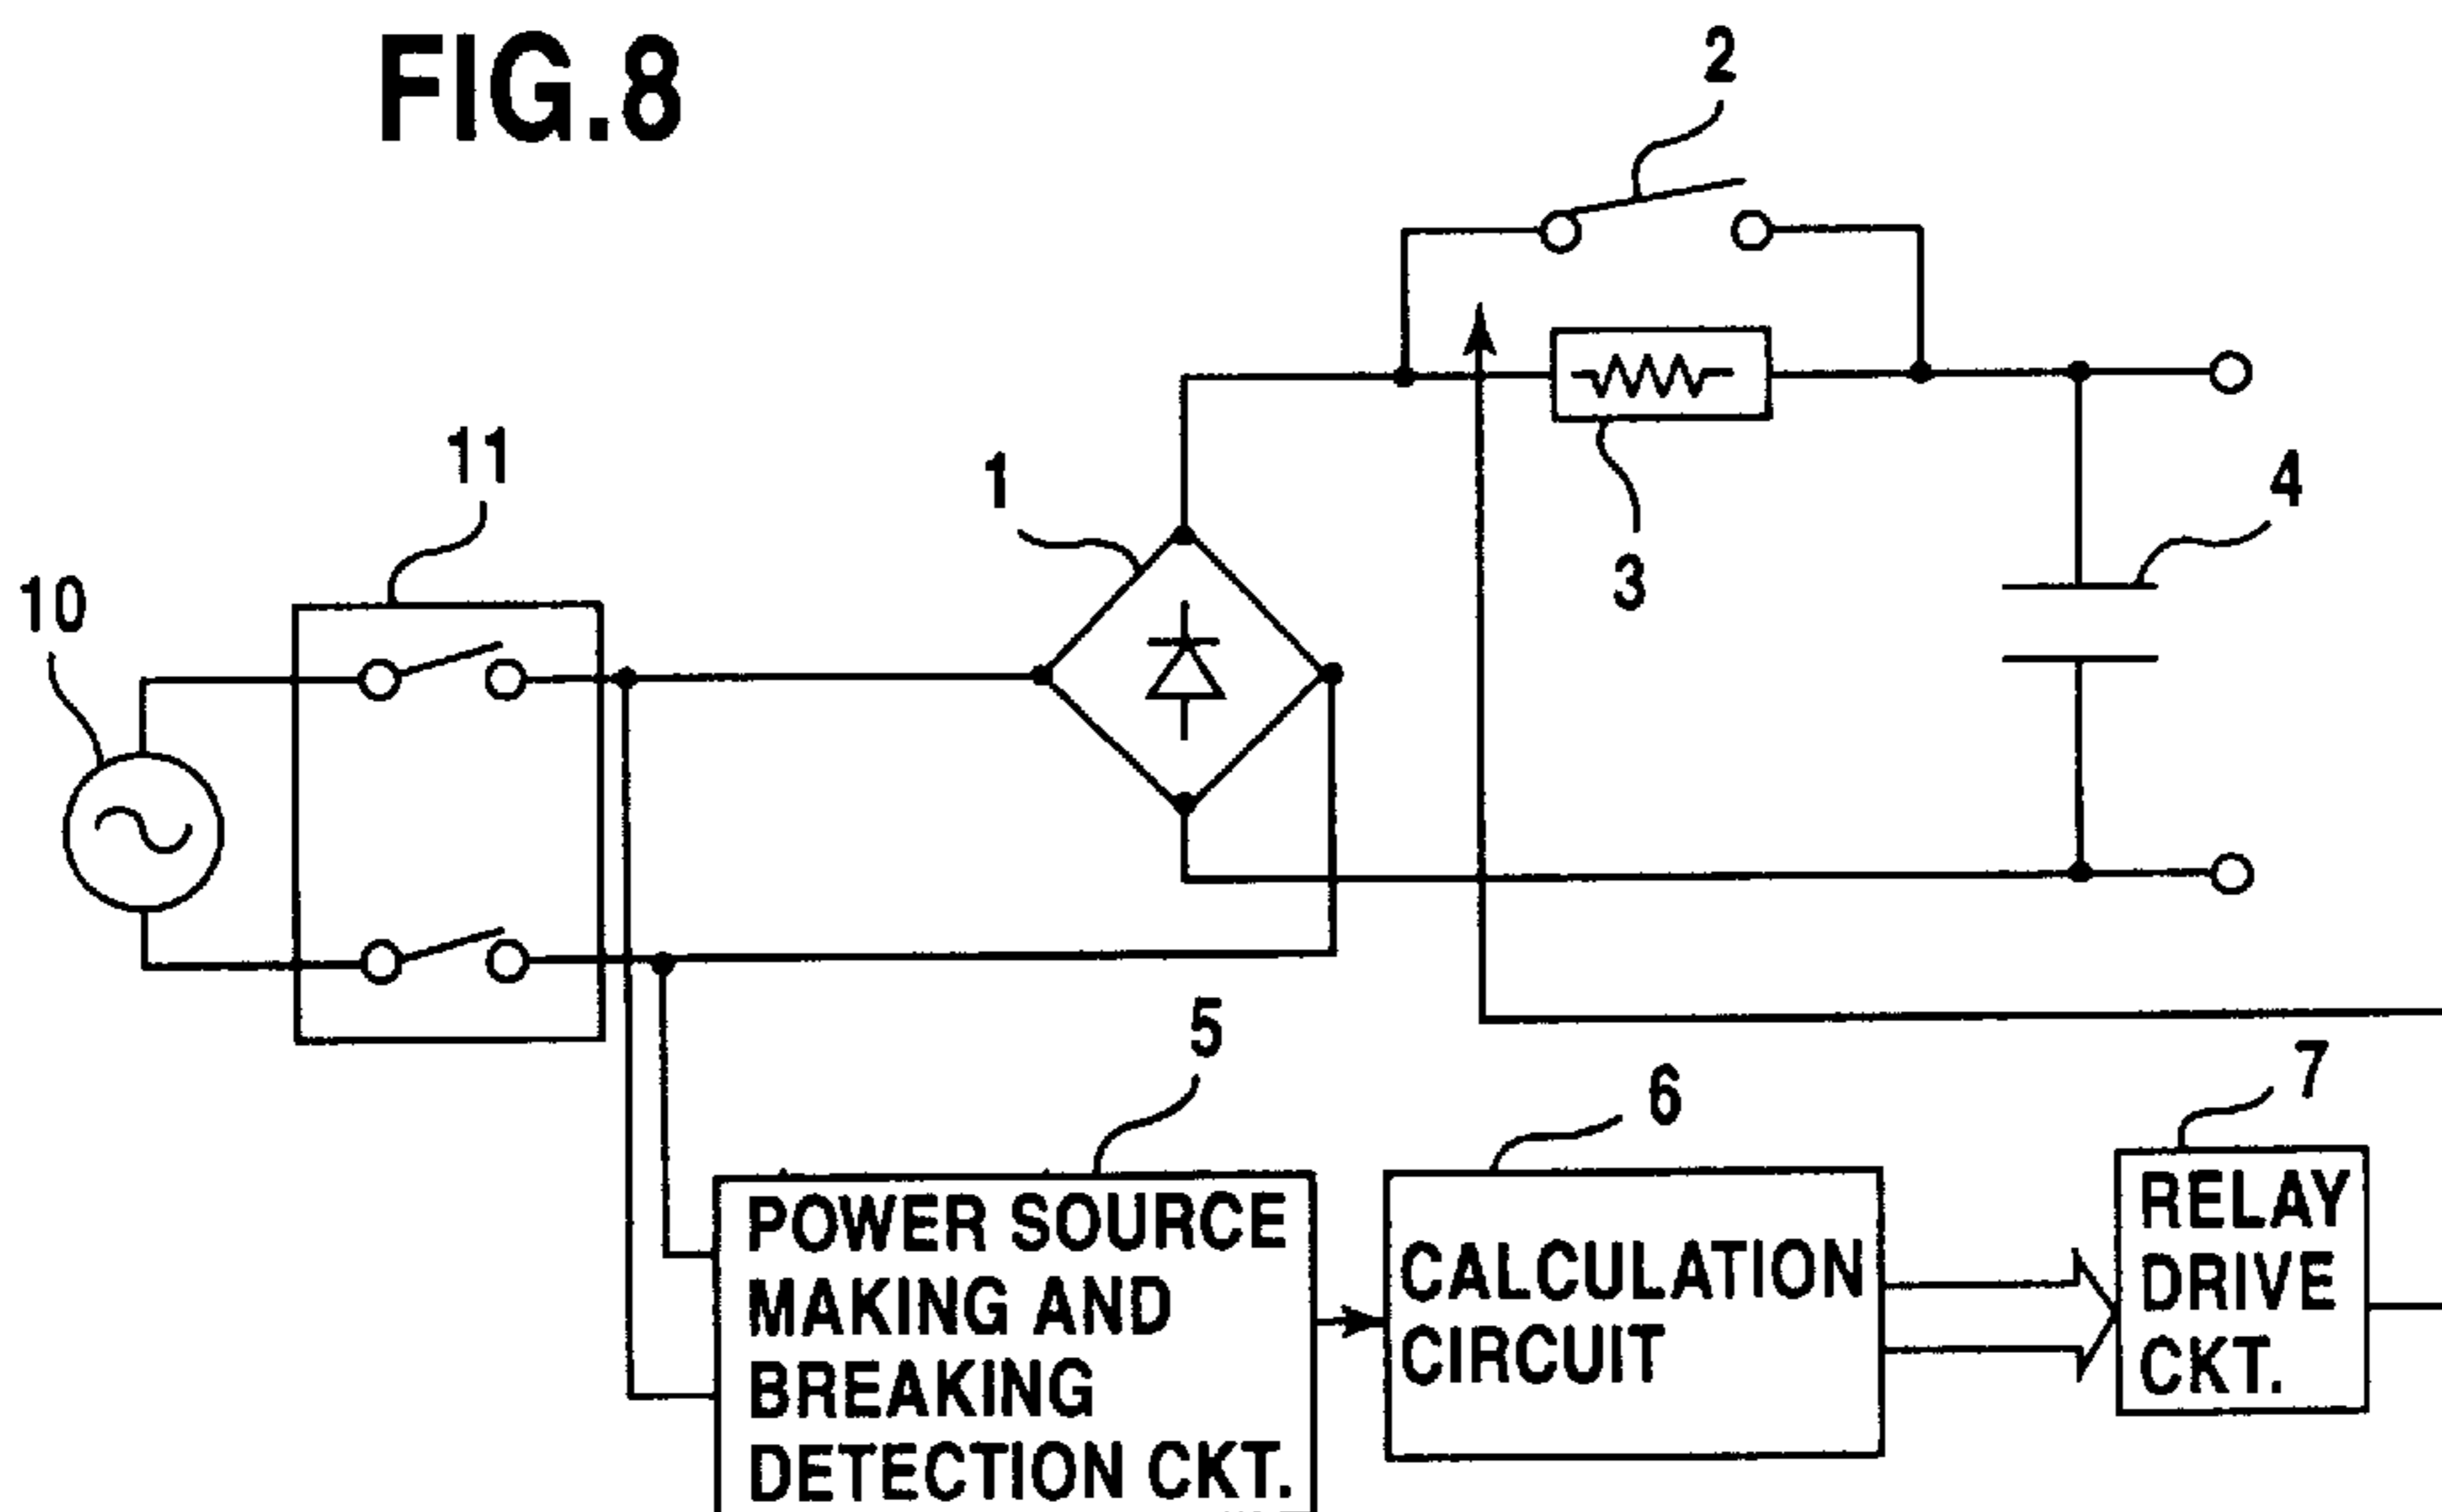 FIG.8
2
11
1
4
10
3
5
6
7
POWER SOURCE
MAKING AND
BREAKING
DETECTION CKT.
CALCULATION
CIRCUIT
RELAY
DRIVE
CKT.